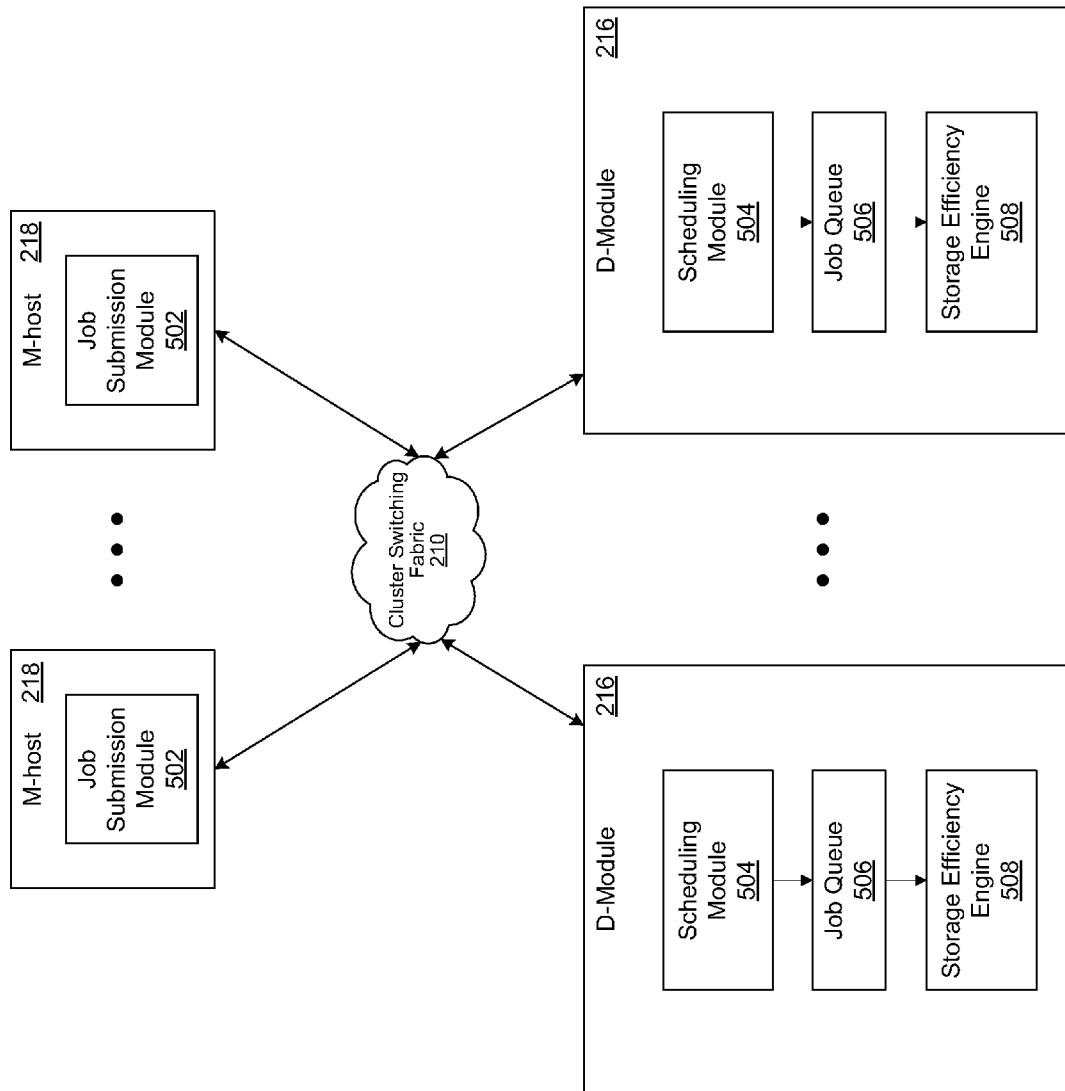 M-host
218
Job
Submission
Module
502
M-host
218
Job
Submission
Module
502
Cluster Switching
Fabric
210
D-Module
216
Scheduling
Module
504
Job Queue
506
Storage Efficiency
Engine
508
D-Module
216
Scheduling
Module
504
Job Queue
506
Storage Efficiency
Engine
508